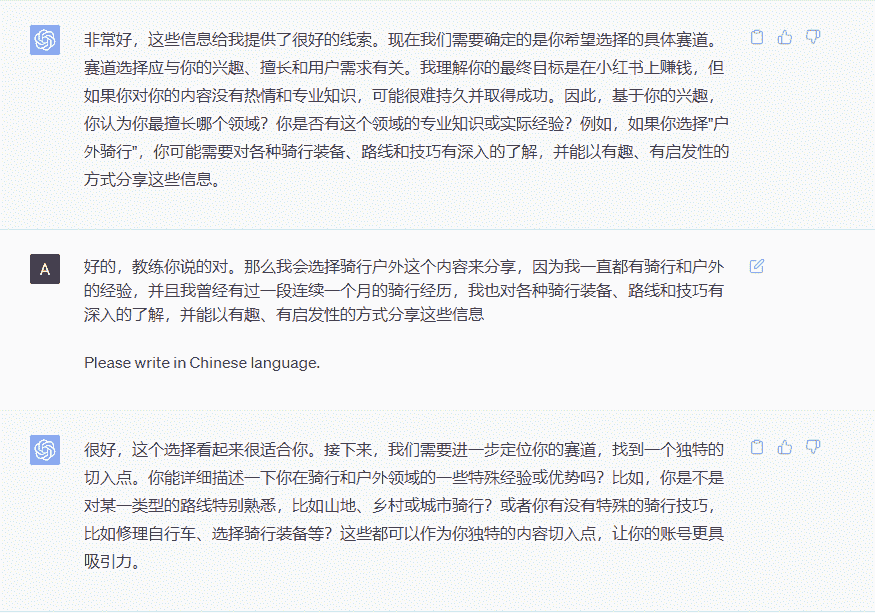 非常好，这些信息给我提供了很好的线索。现在我们需要确定的是你希望选择的具体赛道。
赛道选择应与你的兴趣、擅长和用户需求有关。我理解你的最终目标是在小红书上赚钱，但
如果你对你的内容没有热情和专业知识，可能很难持久并取得成功。因此，基于你的兴趣，
你认为你最擅长哪个领域？你是否有这个领域的专业知识或实际经验？例如，如果你选择"户
外骑行"，你可能需要对各种骑行装备、路线和技巧有深入的了解，并能以有趣、有启发性的
方式分享这些信息。
A
好的，教练你说的对。那么我会选择骑行户外这个内容来分享，因为我一直都有骑行和户外
的经验，并且我曾经有过一段连续一个月的骑行经历，我也对各种骑行装备、路线和技巧有
深入的了解，并能以有趣、有启发性的方式分享这些信息
Please write in Chinese language.
很好，这个选择看起来很适合你。接下来，我们需要进一步定位你的赛道，找到一个独特的
切入点。你能详细描述一下你在骑行和户外领域的一些特殊经验或优势吗？比如，你是不是
对某一类型的路线特别熟悉，比如山地、乡村或城市骑行？或者你有没有特殊的骑行技巧，
比如修理自行车、选择骑行装备等？这些都可以作为你独特的内容切入点，让你的账号更具
吸引力。